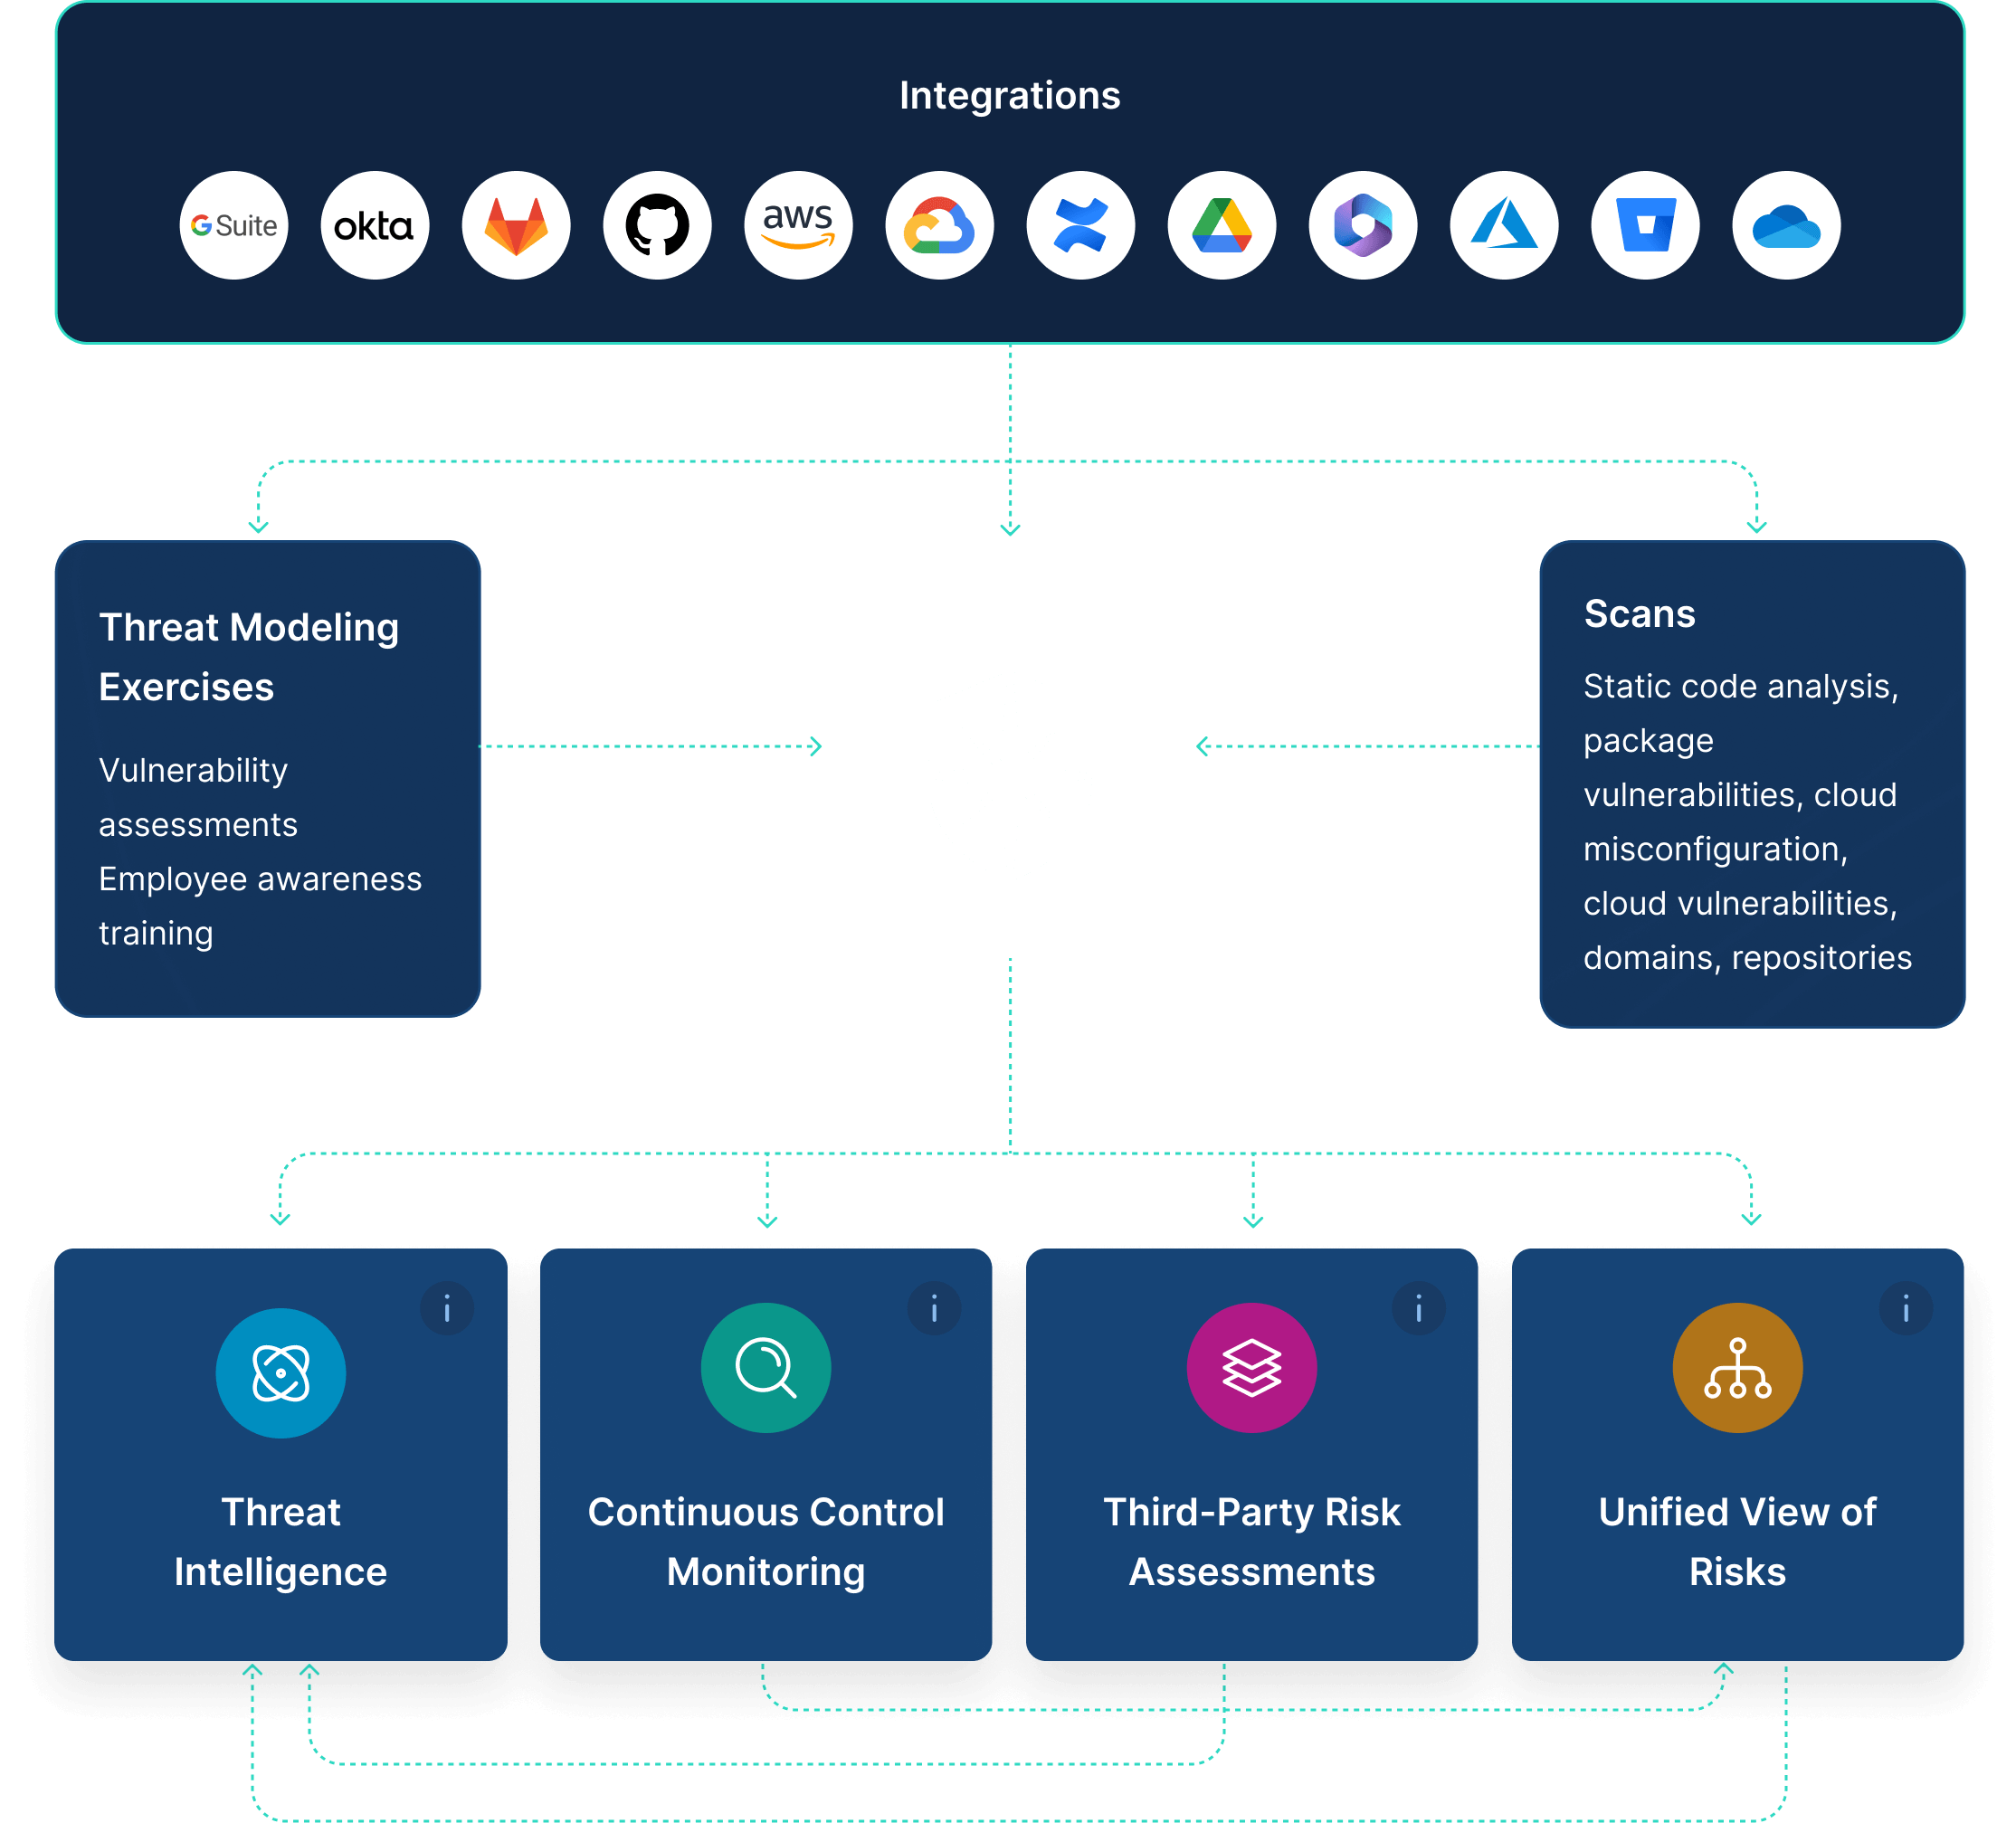 Integrations
G Suite
okta
aws
Threat Modeling
Exercises
Vulnerability
assessments
Employee awareness
training
Scans
Static code analysis,
package
vulnerabilities, cloud
misconfiguration,
cloud vulnerabilities,
domains, repositories
i
i
i
i
Threat
Intelligence
Continuous Control
Monitoring
Third-Party Risk
Assessments
Unified View of
Risks